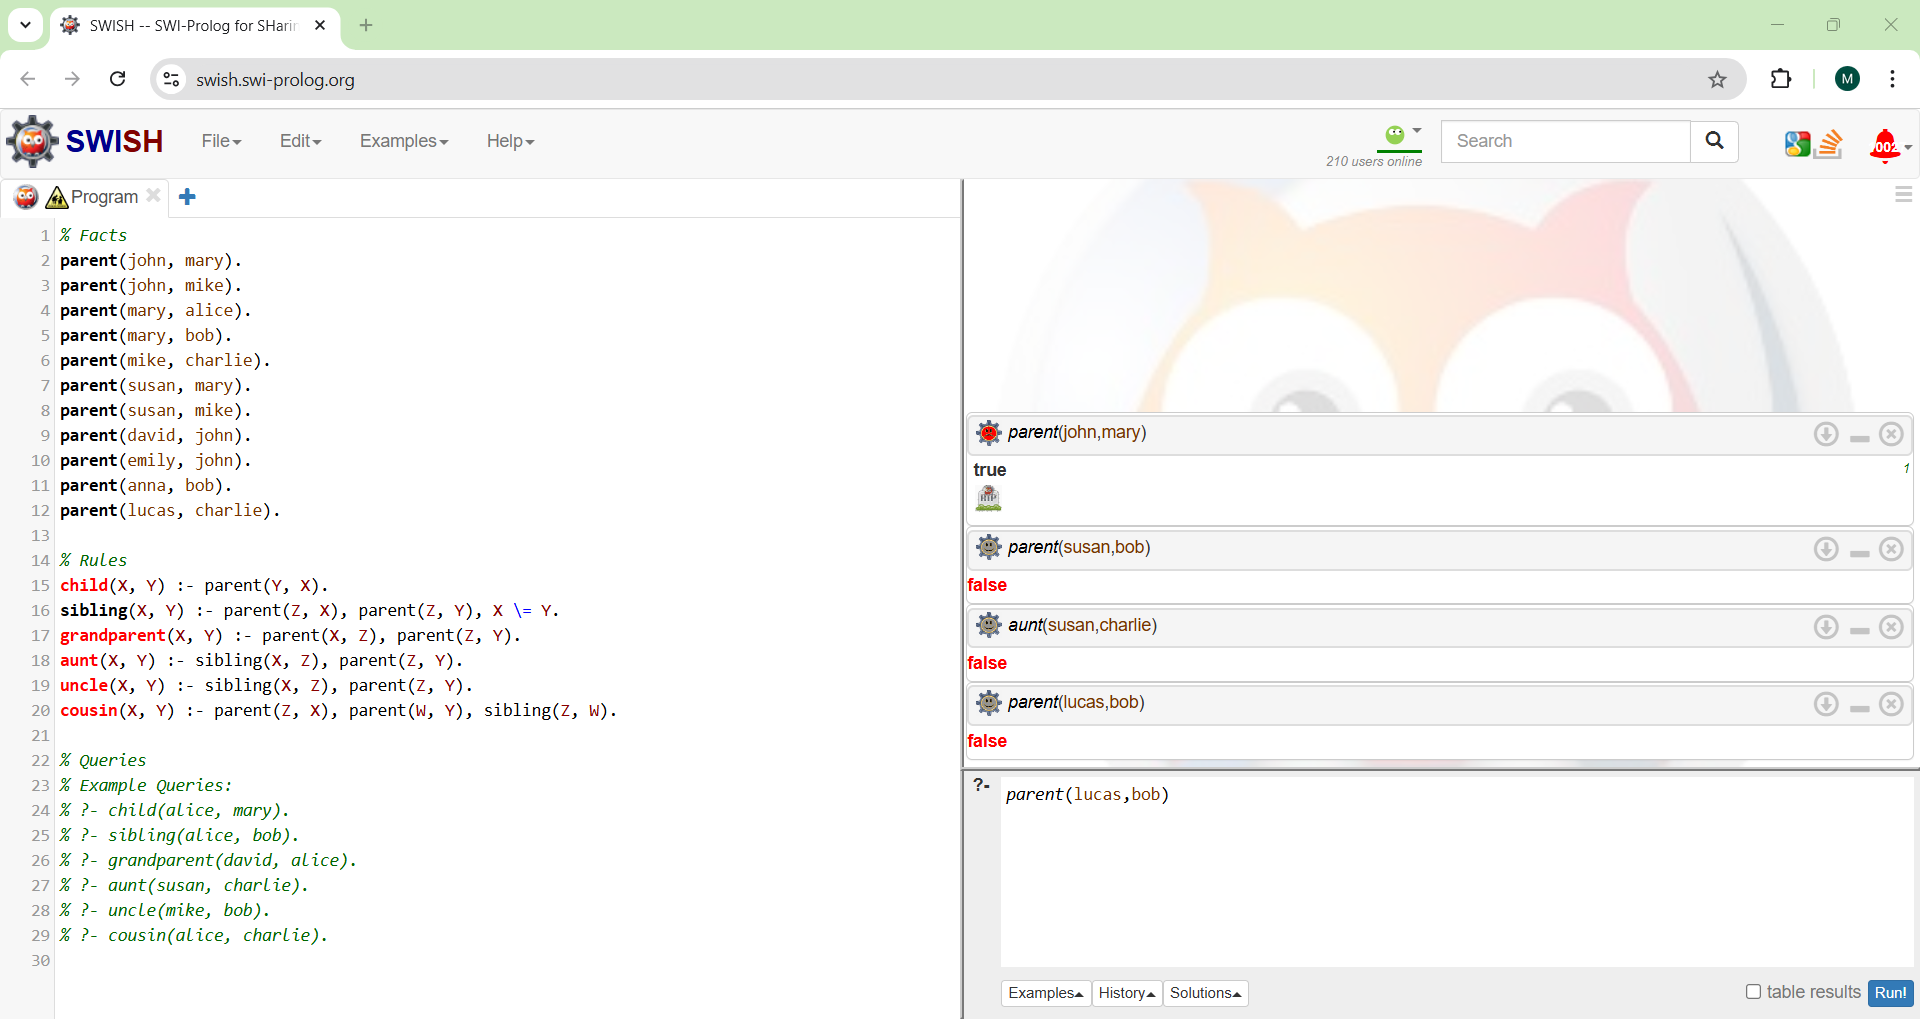 SWISH -- SWI-Prolog for SHarin
swish.swi-prolog.org
M
SWISH
File
Edit
Examples
Help
210 users online
Search
002
Program
1 % Facts
2 parent(john, mary).
3 parent(john, mike).
4 parent(mary, alice).
5 parent(mary, bob).
6 parent(mike, charlie).
7 parent(susan, mary).
8 parent(susan, mike).
9 parent(david, john).
10 parent(emily, john).
11 parent(anna, bob).
12 parent(lucas, charlie).
13
14 % Rules
15 child(X, Y) :- parent(Y, X).
16 sibling(X, Y) :- parent(Z, X), parent(Z, Y), X \= Y.
17 grandparent(X, Y) :- parent(X, Z), parent(Z, Y).
18 aunt(X, Y) :- sibling(X, Z), parent(Z, Y).
19 uncle(X, Y) :- sibling(X, Z), parent(Z, Y).
20 cousin(X, Y) :- parent(Z, X), parent(W, Y), sibling(Z, W).
21
22 % Queries
23 % Example Queries:
24 % ?- child(alice, mary).
25 % ?- sibling(alice, bob).
26 % ?- grandparent(david, alice).
27 % ?- aunt(susan, charlie).
28 % ?- uncle(mike, bob).
29 % ?- cousin(alice, charlie).
30
parent(john,mary)
true 1
RIP
parent(susan,bob)
false
aunt(susan,charlie)
false
parent(lucas,bob)
false
?- parent(lucas,bob)
Examples
History
Solutions
table results
Run!